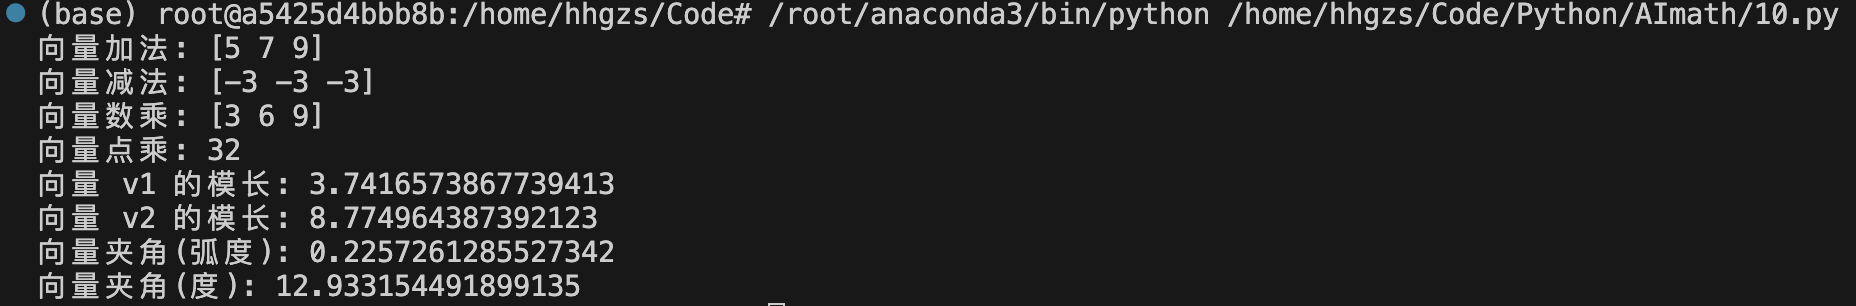 (base) root@a5425d4bbb8b:/home/hhgzs/Code# /root/anaconda3/bin/python /home/hhgzs/Code/Python/AImath/10.py
向量加法: [5 7 9]
向量减法: [-3 -3 -3]
向量数乘: [3 6 9]
向量点乘: 32
向量 v1 的模长: 3.7416573867739413
向量 v2 的模长: 8.774964387392123
向量夹角(弧度): 0.2257261285527342
向量夹角(度): 12.933154491899135